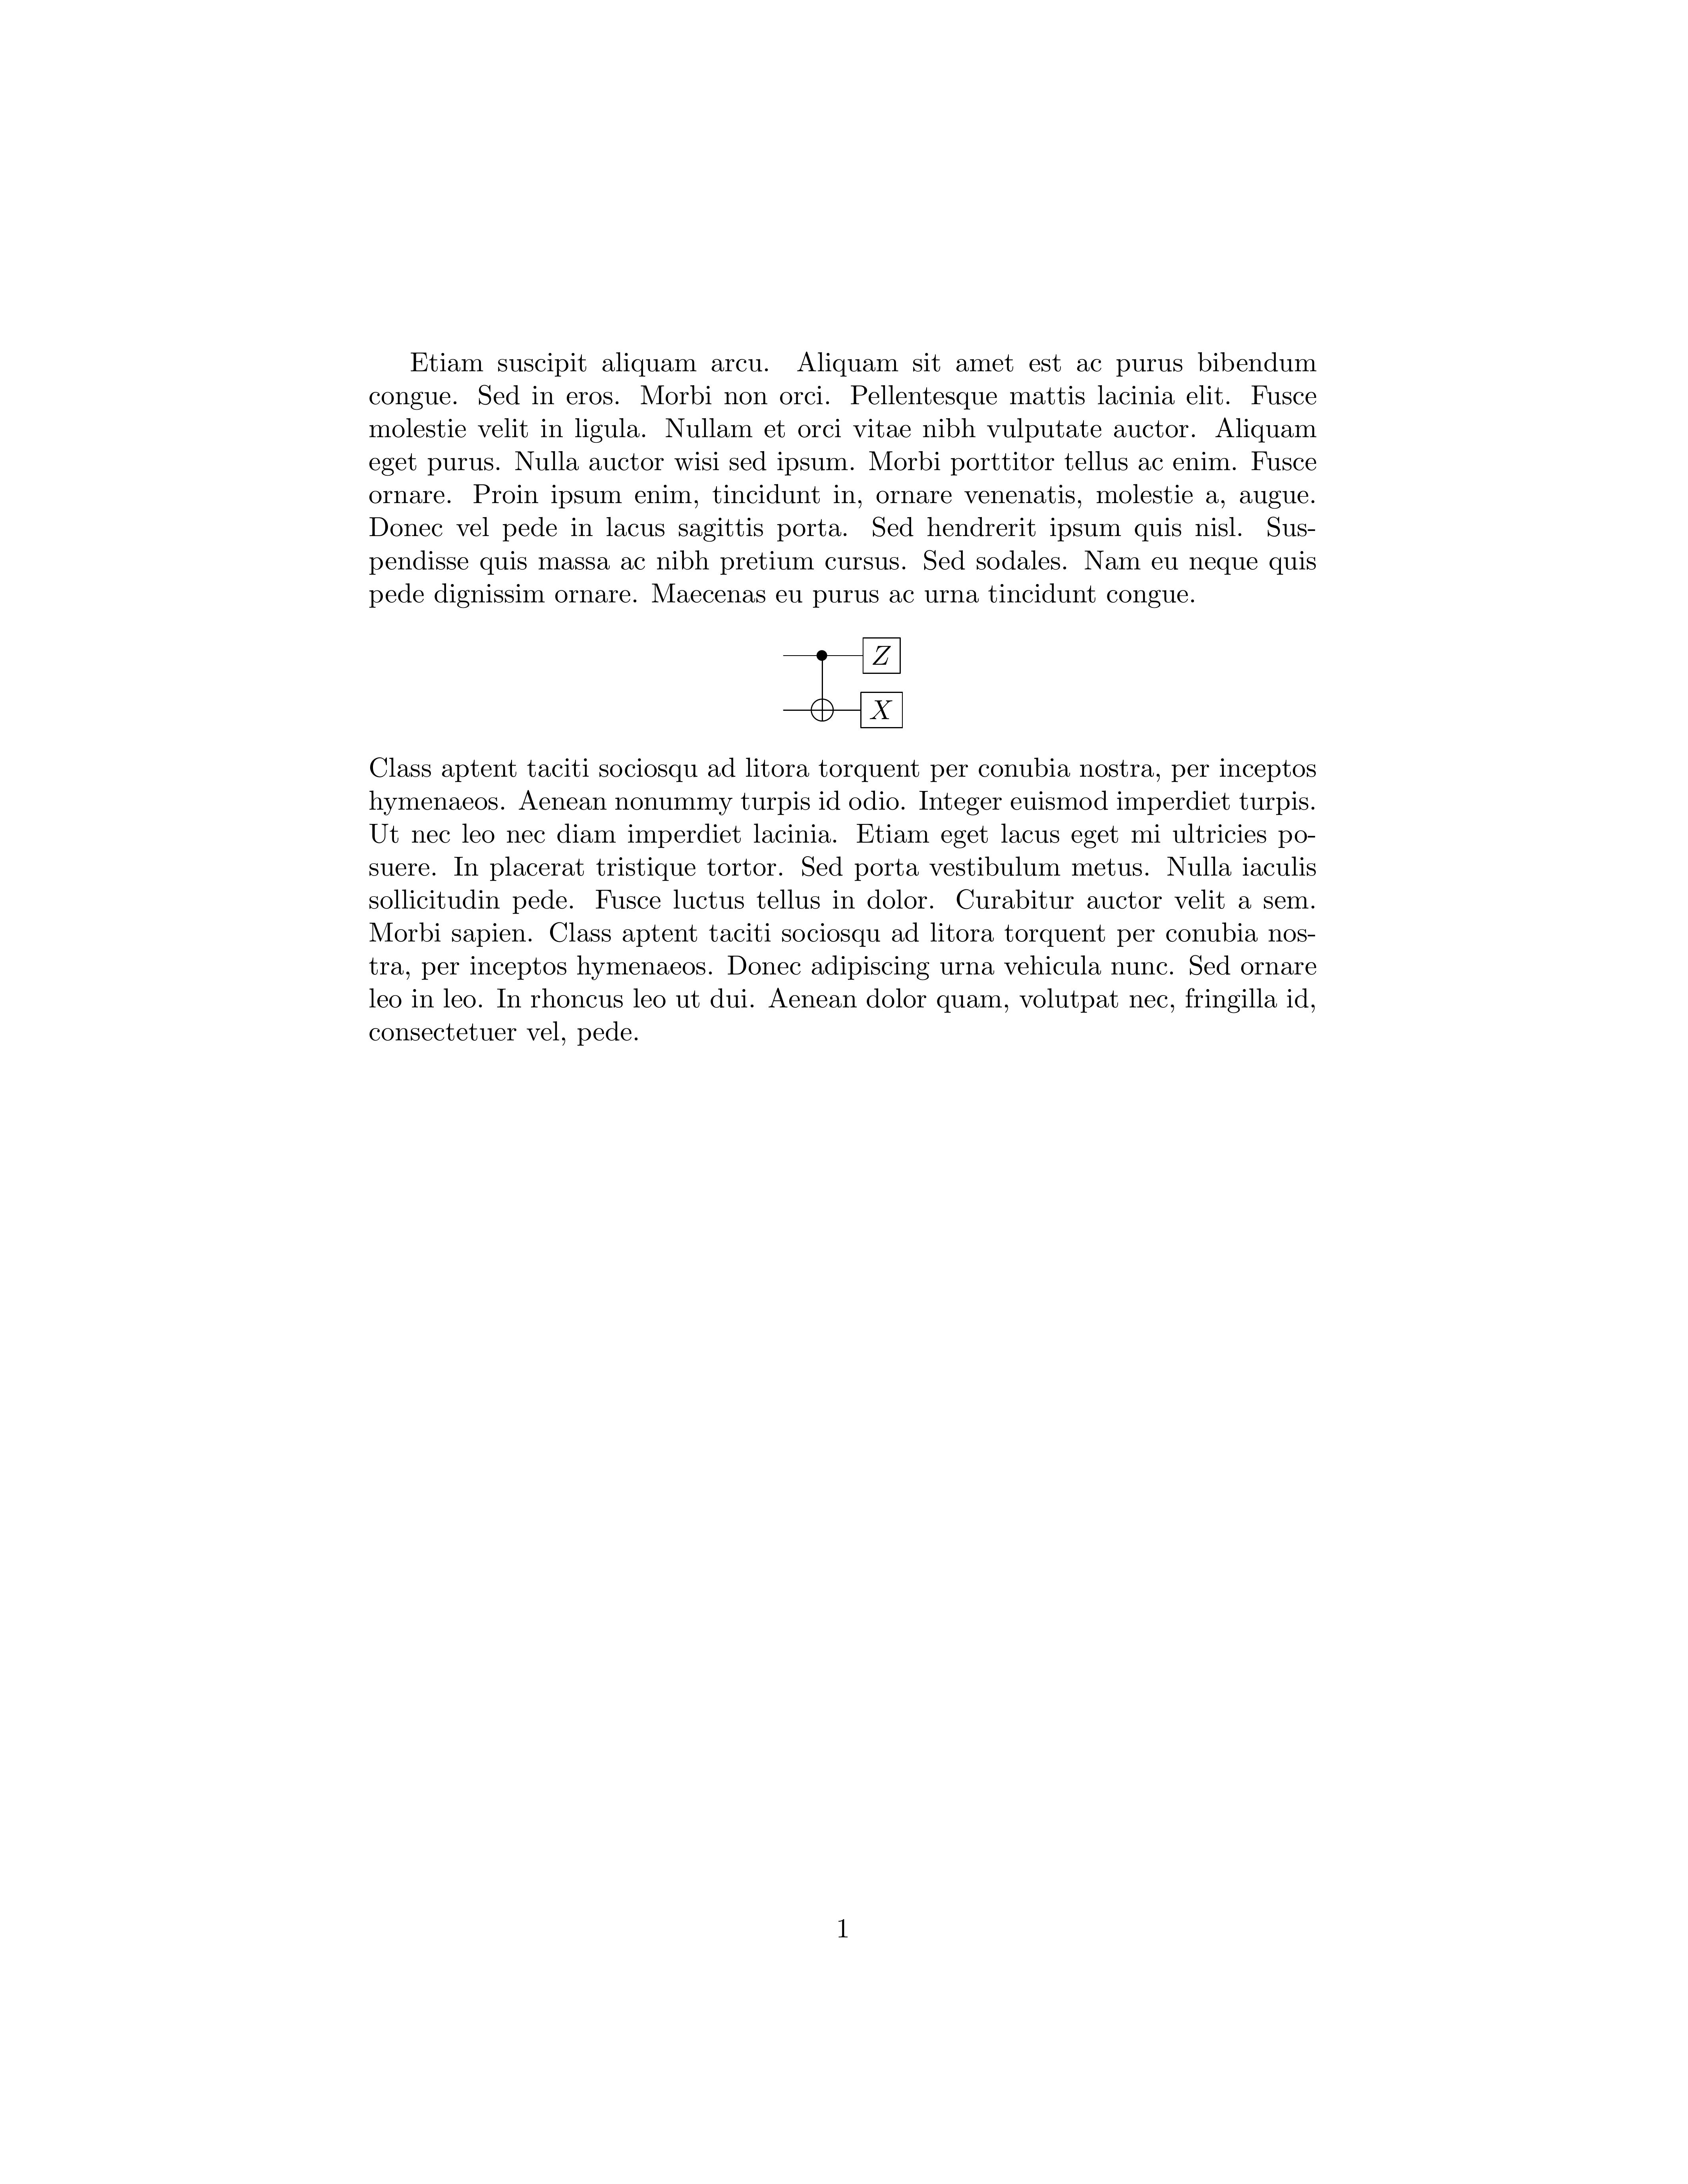 Etiam suscipit aliquam arcu. Aliquam sit amet est ac purus bibendum
congue. Sed in eros. Morbi non orci. Pellentesque mattis lacinia elit. Fusce
molestie velit in ligula. Nullam et orci vitae nibh vulputate auctor. Aliquam
eget purus. Nulla auctor wisi sed ipsum. Morbi porttitor tellus ac enim. Fusce
ornare. Proin ipsum enim, tincidunt in, ornare venenatis, molestie a, augue.
Donec vel pede in lacus sagittis porta. Sed hendrerit ipsum quis nisl. Sus-
pendisse quis massa ac nibh pretium cursus. Sed sodales. Nam eu neque quis
pede dignissim ornare. Maecenas eu purus ac urna tincidunt congue.
Z
X
Class aptent taciti sociosqu ad litora torquent per conubia nostra, per inceptos
hymenaeos. Aenean nonummy turpis id odio. Integer euismod imperdiet turpis.
Ut nec leo nec diam imperdiet lacinia. Etiam eget lacus eget mi ultricies po-
suere. In placerat tristique tortor. Sed porta vestibulum metus. Nulla iaculis
sollicitudin pede. Fusce luctus tellus in dolor. Curabitur auctor velit a sem.
Morbi sapien. Class aptent taciti sociosqu ad litora torquent per conubia nos-
tra, per inceptos hymenaeos. Donec adipiscing urna vehicula nunc. Sed ornare
leo in leo. In rhoncus leo ut dui. Aenean dolor quam, volutpat nec, fringilla id,
consectetuer vel, pede.
1